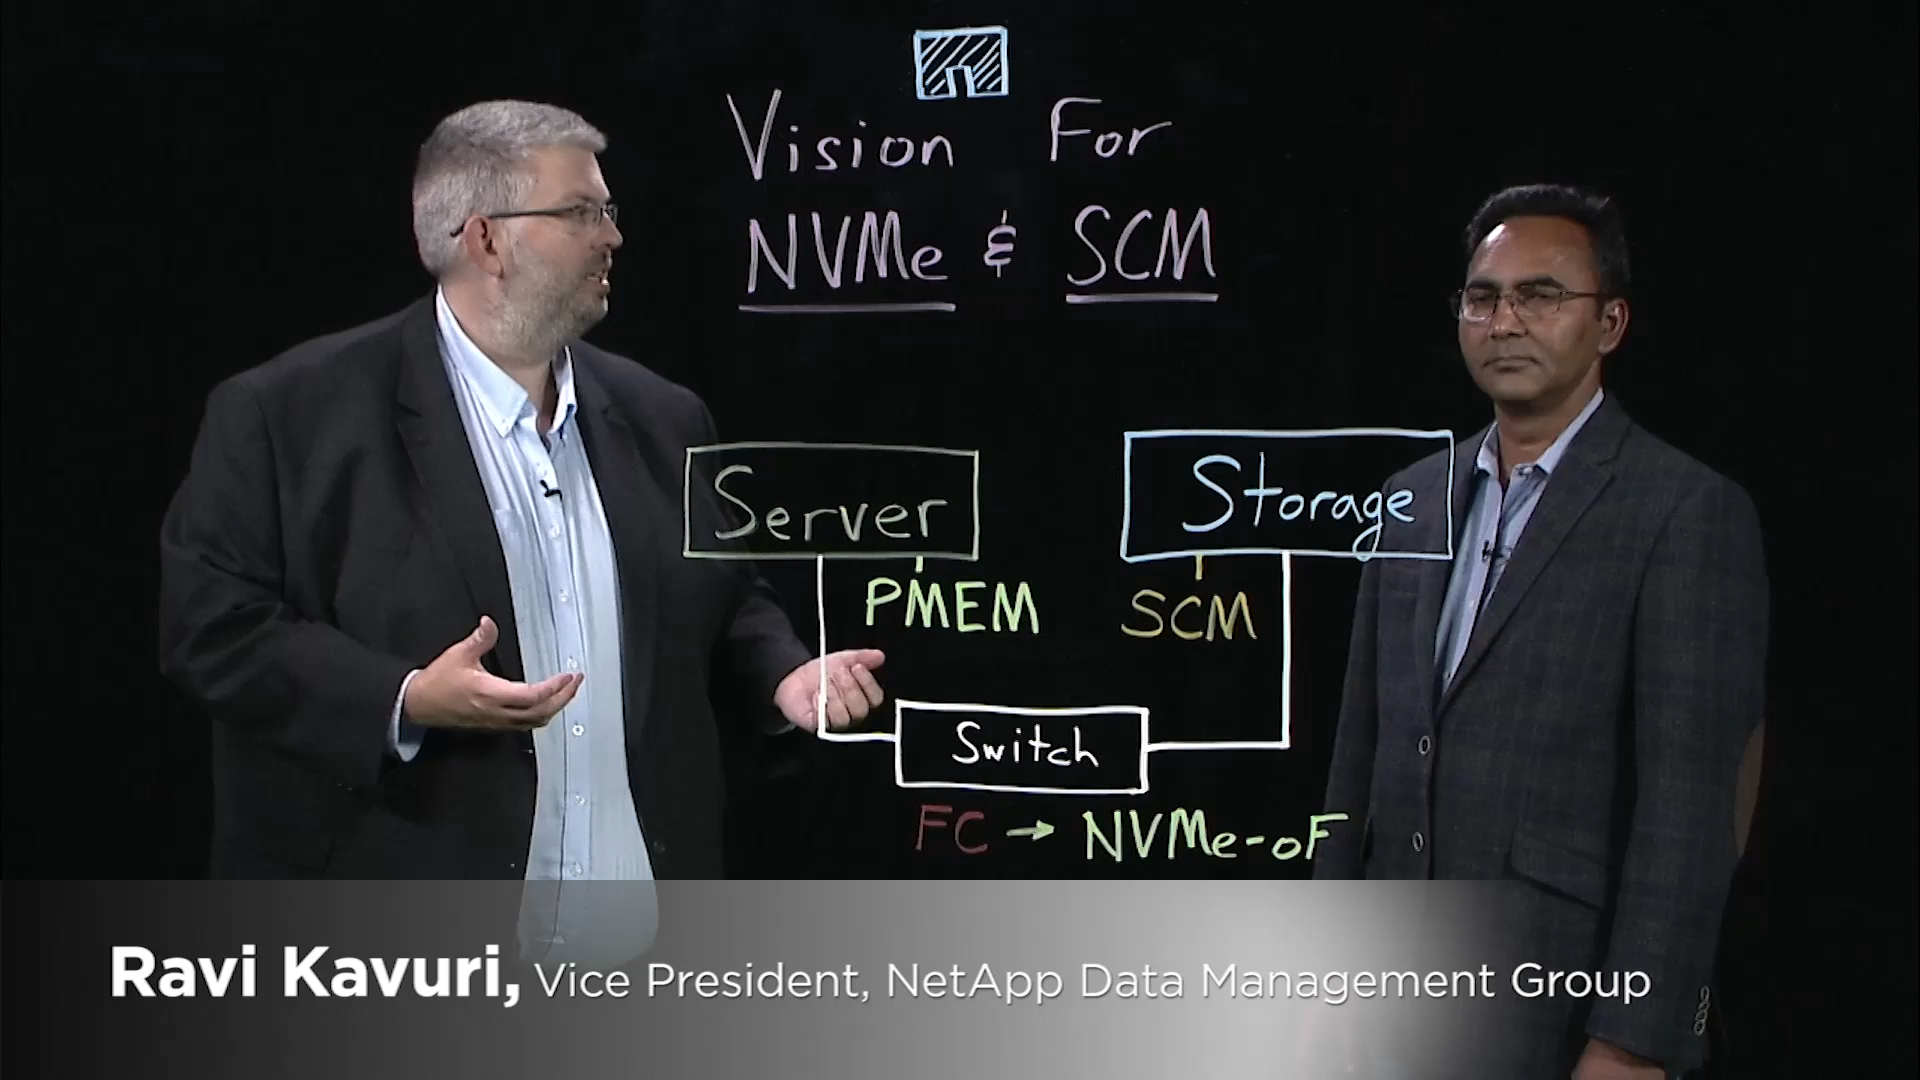 Vision For
NVMe & SCM
Server
Storage
PMEM
SCM
Switch
FC → NVMe-oF
Ravi Kavuri, Vice President, NetApp Data Management Group